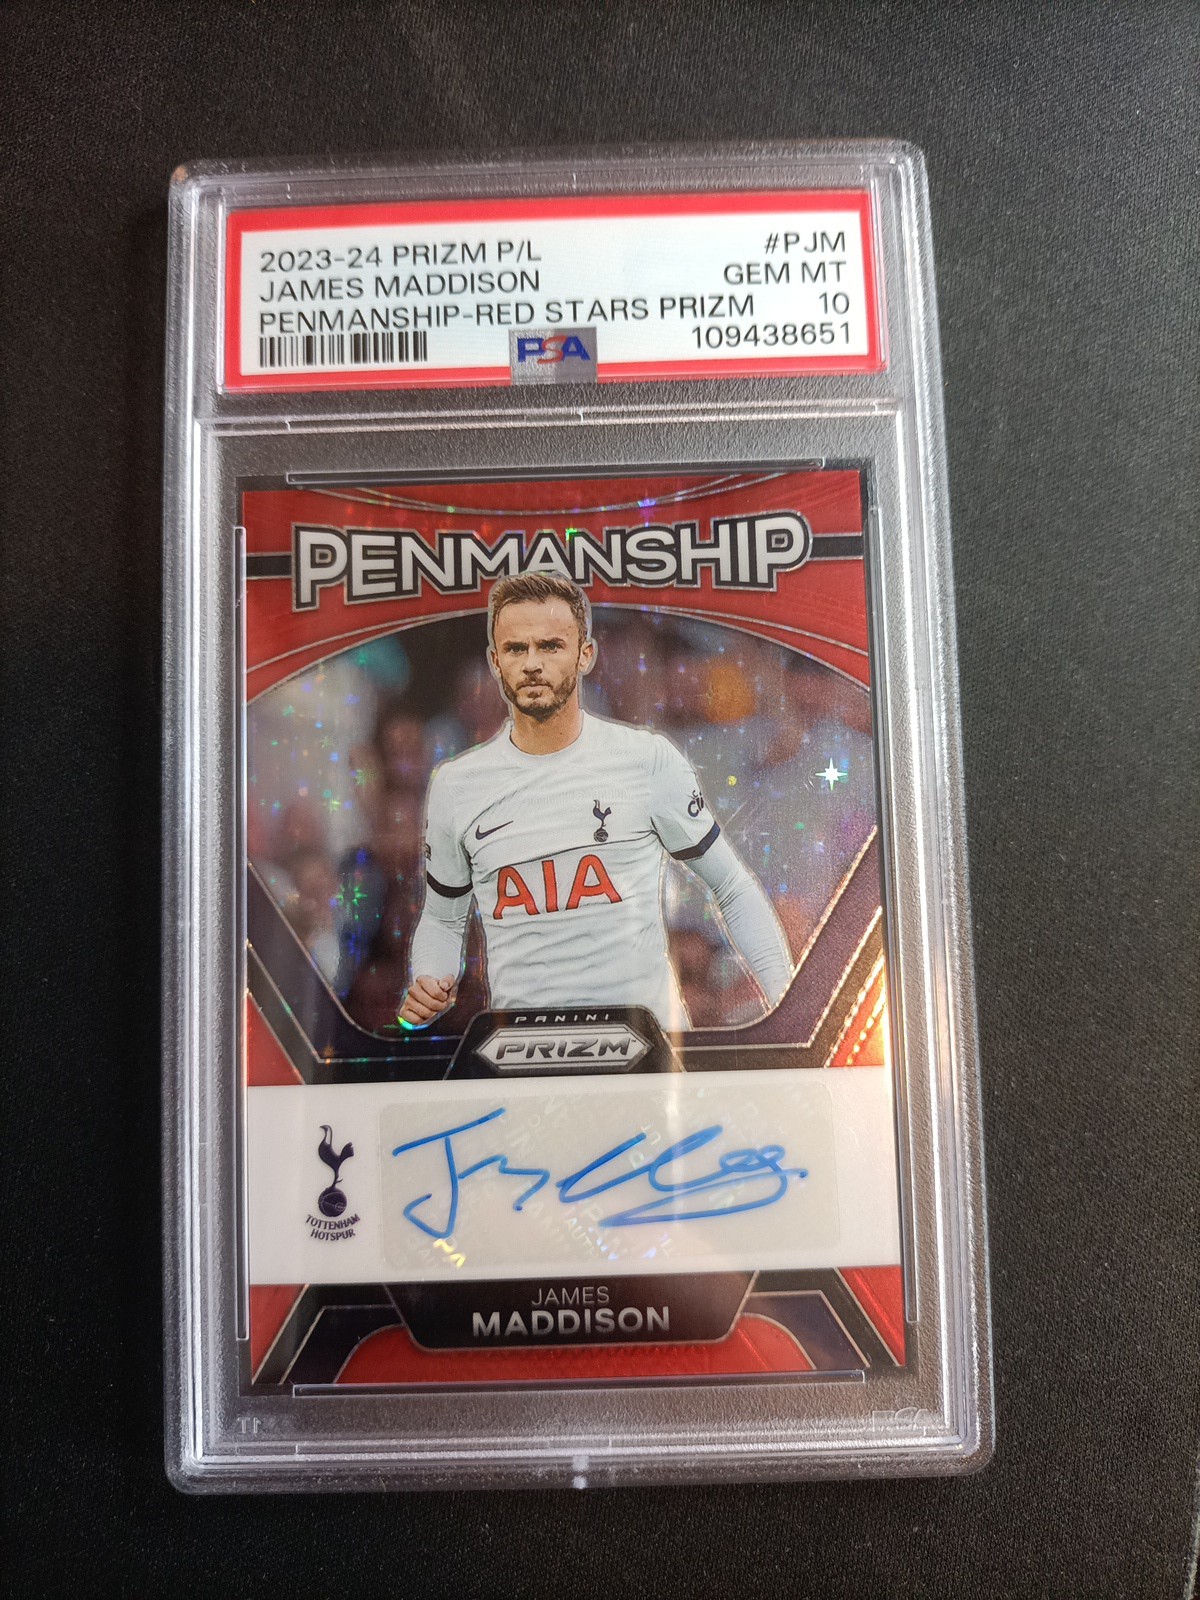 2023-24 PRIZM P/L #PJM
JAMES MADDISON GEM MT
PENMANSHIP-RED STARS PRIZM 10
PSA 109438651
PENMANSHIP
AIA
PANINI
PRIZM
TOTTENHAM
HOTSPUR
JAMES
MADDISON